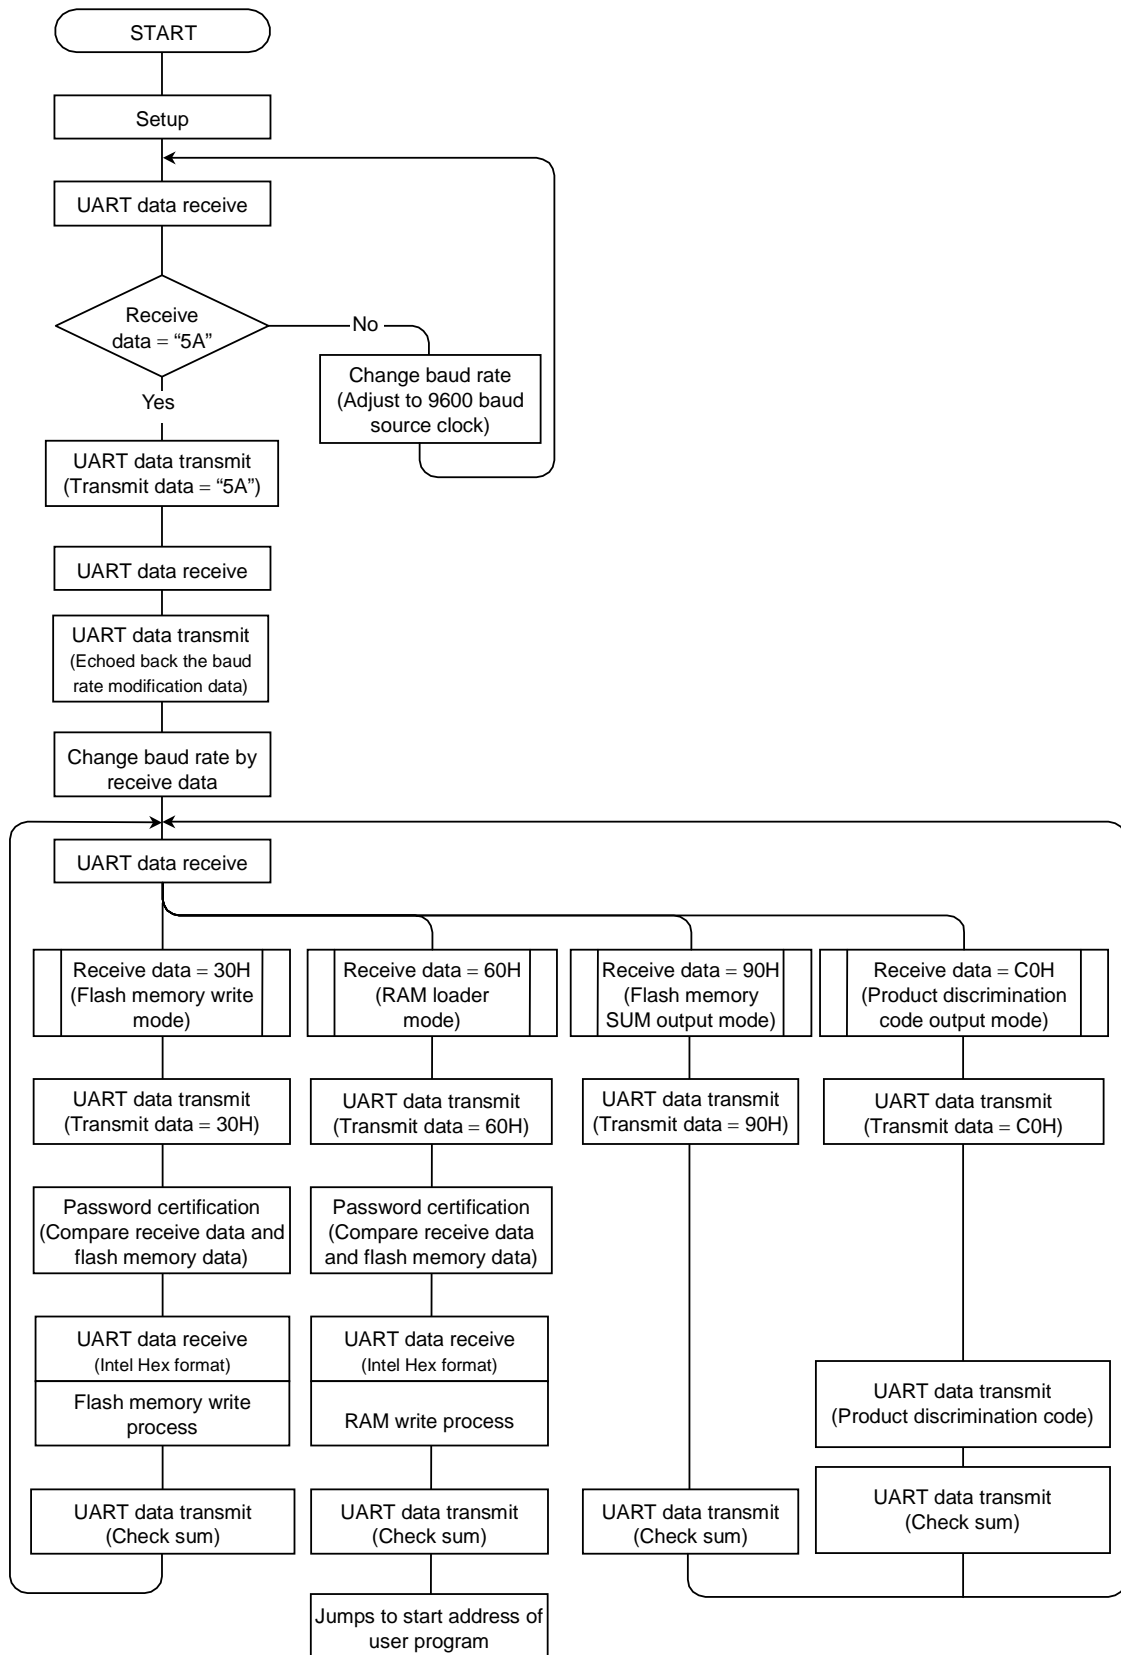 START
Setup
UART data receive
Receive
data = “5A”
No
Change baud rate
(Adjust to 9600 baud
source clock)
Yes
UART data transmit
(Transmit data = “5A”)
UART data receive
UART data transmit
(Echoed back the baud
rate modification data)
Change baud rate by
receive data
UART data receive
Receive data = 30H
(Flash memory write
mode)
Receive data = 60H
(RAM loader
mode)
Receive data = 90H
(Flash memory
SUM output mode)
Receive data = C0H
(Product discrimination
code output mode)
UART data transmit
(Transmit data = 30H)
UART data transmit
(Transmit data = 60H)
UART data transmit
(Transmit data = 90H)
UART data transmit
(Transmit data = C0H)
Password certification
(Compare receive data and
flash memory data)
Password certification
(Compare receive data
and flash memory data)
UART data receive
(Intel Hex format)
Flash memory write
process
UART data receive
(Intel Hex format)
RAM write process
UART data transmit
(Product discrimination code)
UART data transmit
(Check sum)
UART data transmit
(Check sum)
UART data transmit
(Check sum)
UART data transmit
(Check sum)
Jumps to start address of
user program